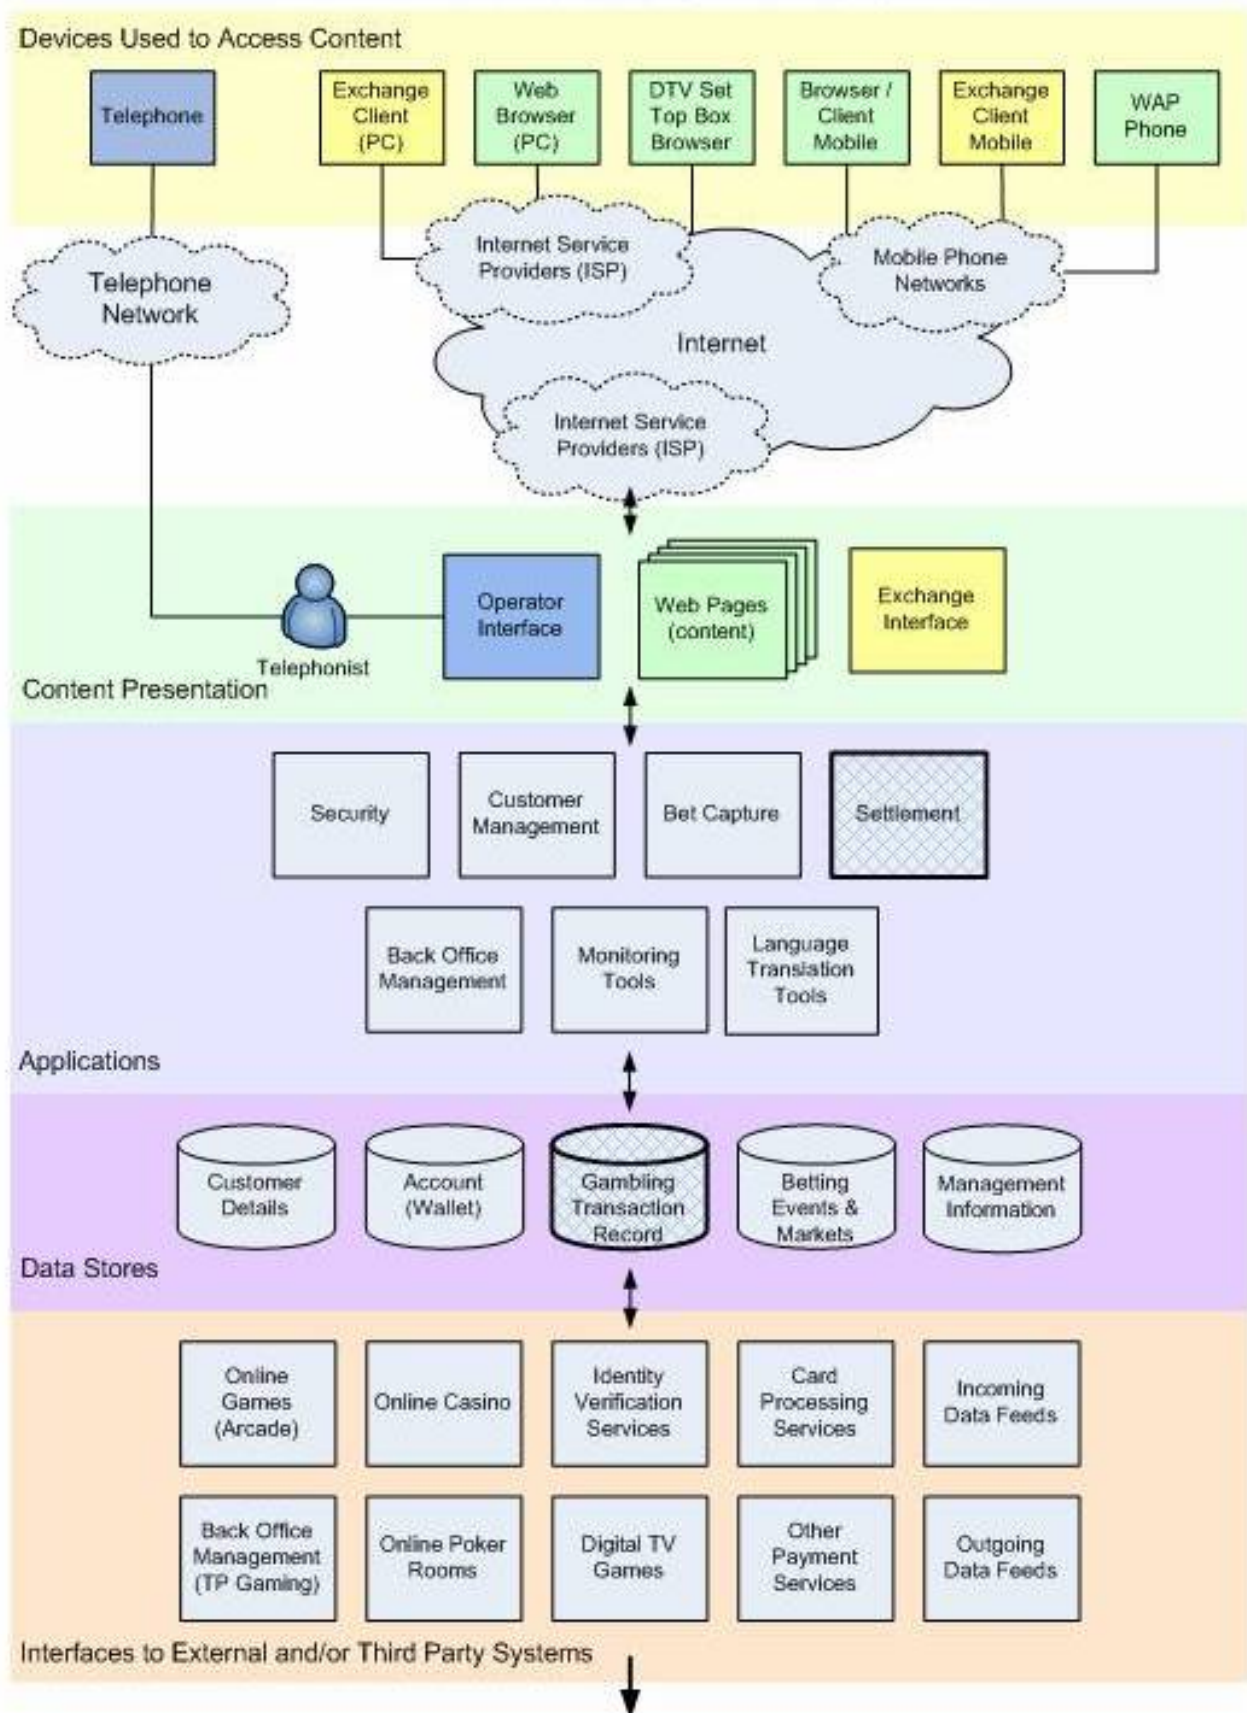 Devices Used to Access Content
Telephone
Exchange
Client
(PC)
Web
Browser
(PC)
DTV Set
Top Box
Browser
Browser /
Client
Mobile
Exchange
Client
Mobile
WAP
Phone
Telephone
Network
Internet Service
Providers (ISP)
Mobile Phone
Networks
Internet
Internet Service
Providers (ISP)
Telephonist
Operator
Interface
Web Pages
(content)
Exchange
Interface
Content Presentation
Security
Customer
Management
Bet Capture
Settlement
Back Office
Management
Monitoring
Tools
Language
Translation
Tools
Applications
Customer
Details
Account
(Wallet)
Gambling
Transaction
Record
Betting
Events &
Markets
Management
Information
Data Stores
Online
Games
(Arcade)
Online Casino
Identity
Verification
Services
Card
Processing
Services
Incoming
Data Feeds
Back Office
Management
(TP Gaming)
Online Poker
Rooms
Digital TV
Games
Other
Payment
Services
Outgoing
Data Feeds
Interfaces to External and/or Third Party Systems